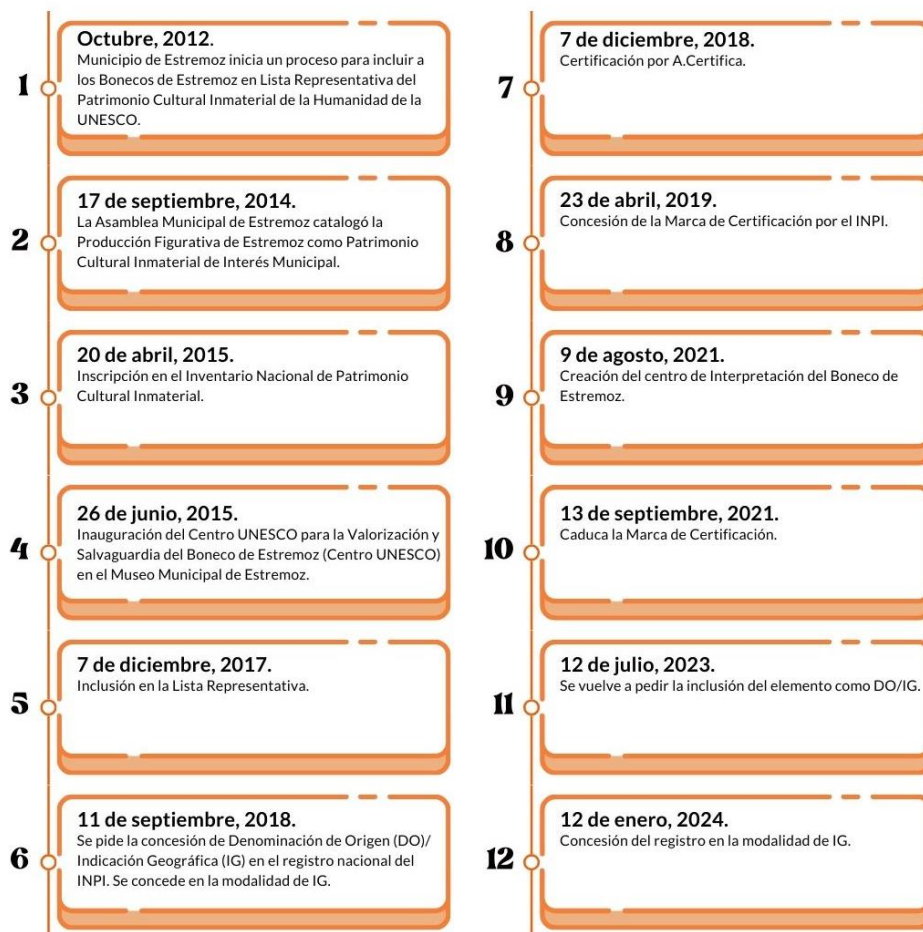 1
Octubre, 2012.
Municipio de Estremoz inicia un proceso para incluir a
los Bonecos de Estremoz en Lista Representativa del
Patrimonio Cultural Inmaterial de la Humanidad de la
UNESCO.
2
17 de septiembre, 2014.
La Asamblea Municipal de Estremoz catalogó la
Producción Figurativa de Estremoz como Patrimonio
Cultural Inmaterial de Interés Municipal.
3
20 de abril, 2015.
Inscripción en el Inventario Nacional de Patrimonio
Cultural Inmaterial.
4
26 de junio, 2015.
Inauguración del Centro UNESCO para la Valorización y
Salvaguardia del Boneco de Estremoz (Centro UNESCO)
en el Museo Municipal de Estremoz.
5
7 de diciembre, 2017.
Inclusión en la Lista Representativa.
6
11 de septiembre, 2018.
Se pide la concesión de Denominación de Origen (DO)/
Indicación Geográfica (IG) en el registro nacional del
INPI. Se concede en la modalidad de IG.
7
7 de diciembre, 2018.
Certificación por A.Certifica.
8
23 de abril, 2019.
Concesión de la Marca de Certificación por el INPI.
9
9 de agosto, 2021.
Creación del centro de Interpretación del Boneco de
Estremoz.
10
13 de septiembre, 2021.
Caduca la Marca de Certificación.
11
12 de julio, 2023.
Se vuelve a pedir la inclusión del elemento como DO/IG.
12
12 de enero, 2024.
Concesión del registro en la modalidad de IG.